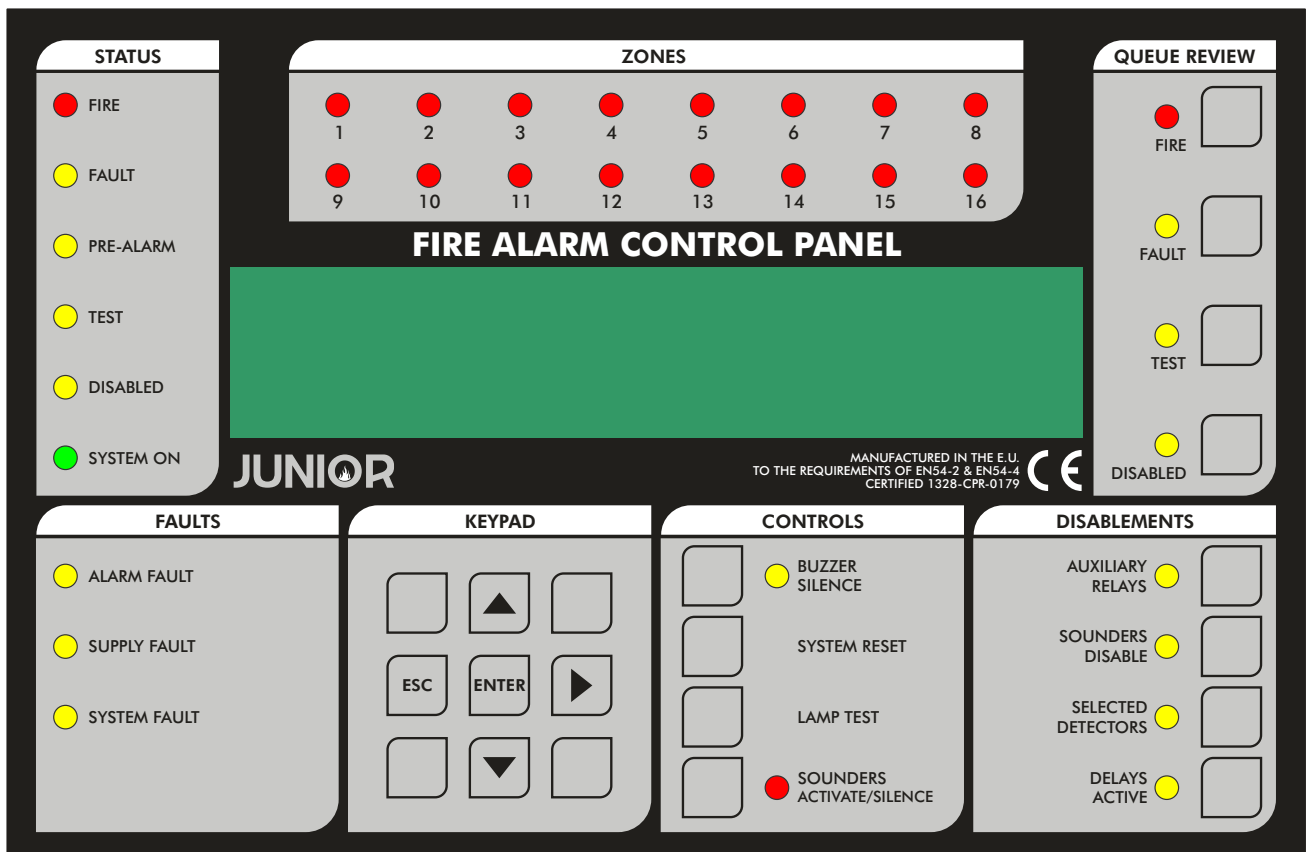 STATUS
FIRE
FAULT
PRE-ALARM
TEST
DISABLED
SYSTEM ON
ZONES
1 2 3 4 5 6 7 8
9 10 11 12 13 14 15 16
FIRE ALARM CONTROL PANEL
JUNIOR
MANUFACTURED IN THE E.U.
TO THE REQUIREMENTS OF EN54-2 & EN54-4
CERTIFIED 1328-CPR-0179
CE
QUEUE REVIEW
FIRE
FAULT
TEST
DISABLED
FAULTS
ALARM FAULT
SUPPLY FAULT
SYSTEM FAULT
KEYPAD
ESC ENTER
CONTROLS
BUZZER
SILENCE
SYSTEM RESET
LAMP TEST
SOUNDERS
ACTIVATE/SILENCE
DISABLEMENTS
AUXILIARY
RELAYS
SOUNDERS
DISABLE
SELECTED
DETECTORS
DELAYS
ACTIVE